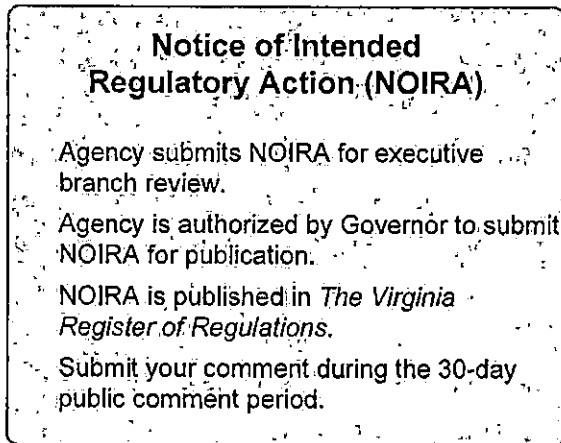 Notice of Intended
Regulatory Action (NOIRA)
Agency submits NOIRA for executive
branch review.
Agency is authorized by Governor to submit
NOIRA for publication.
NOIRA is published in The Virginia
Register of Regulations.
Submit your comment during the 30-day
public comment period.